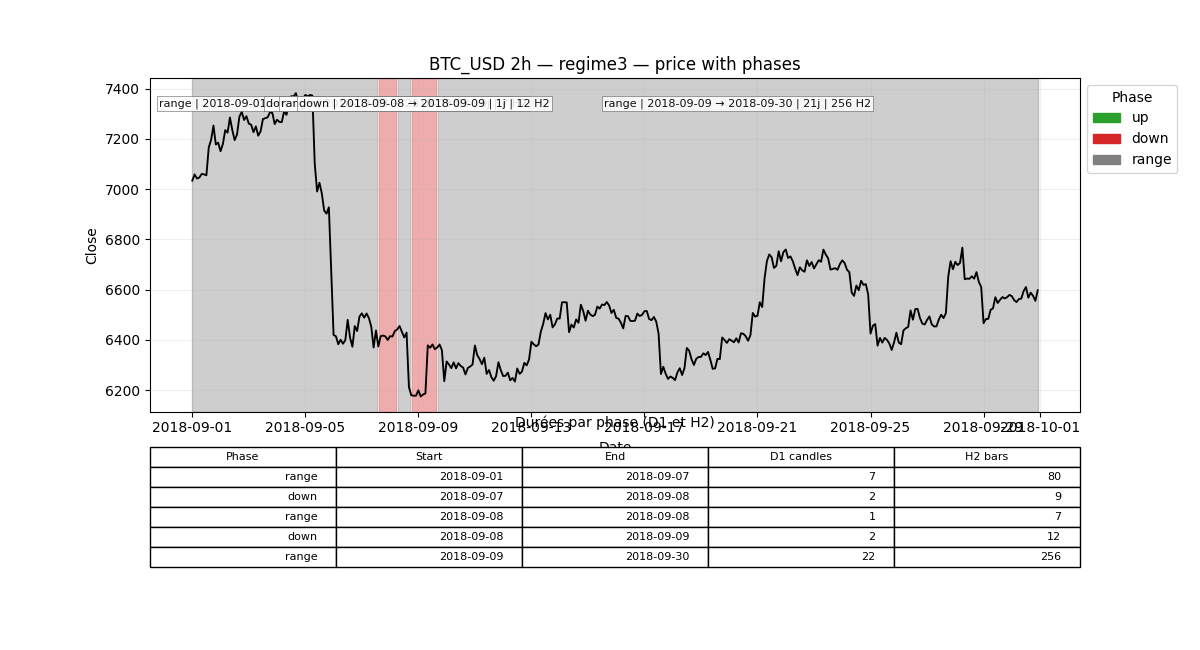 BTC_USD 2h — regime3 — price with phases
7400
7200
7000
6800
6600
6400
6200
Close
range | 2018-09-01
down | 2018-09-08 → 2018-09-09 | 1j | 12 H2
range | 2018-09-09 → 2018-09-30 | 21j | 256 H2
Phase
up
down
range
2018-09-01 2018-09-05 2018-09-09 2018-09-13 2018-09-17 2018-09-21 2018-09-25 2018-09-29 2018-10-01
Durées par phase (D1 et H2)
Date
Phase Start End D1 candles H2 bars
range 2018-09-01 2018-09-07 7 80
down 2018-09-07 2018-09-08 2 9
range 2018-09-08 2018-09-08 1 7
down 2018-09-08 2018-09-09 2 12
range 2018-09-09 2018-09-30 22 256